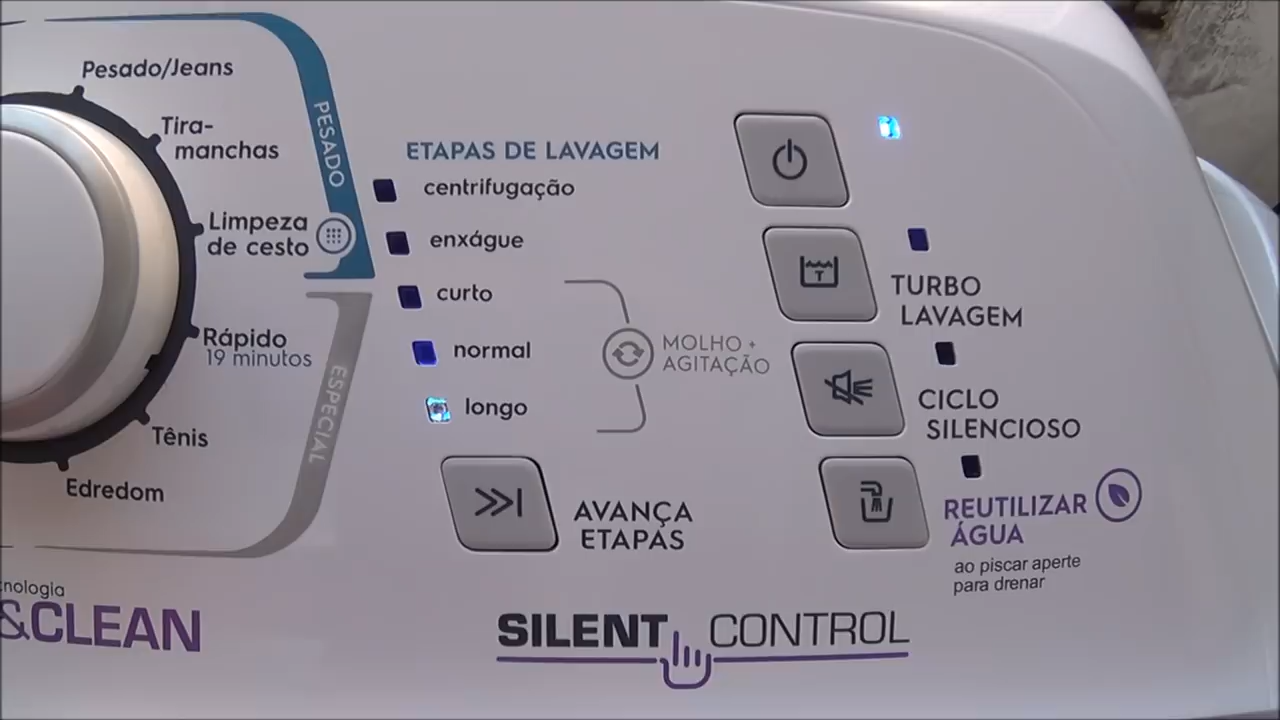 Pesado/Jeans
Tira-
manchas
Limpeza
de cesto
Rápido
19 minutos
Tênis
Edredom
PESADO
ESPECIAL
ETAPAS DE LAVAGEM
centrifugação
enxágue
curto
normal
longo
MOLHO +
AGITAÇÃO
AVANÇA
ETAPAS
TURBO
LAVAGEM
CICLO
SILENCIOSO
REUTILIZAR
ÁGUA
ao piscar aperte
para drenar
&CLEAN
SILENT CONTROL